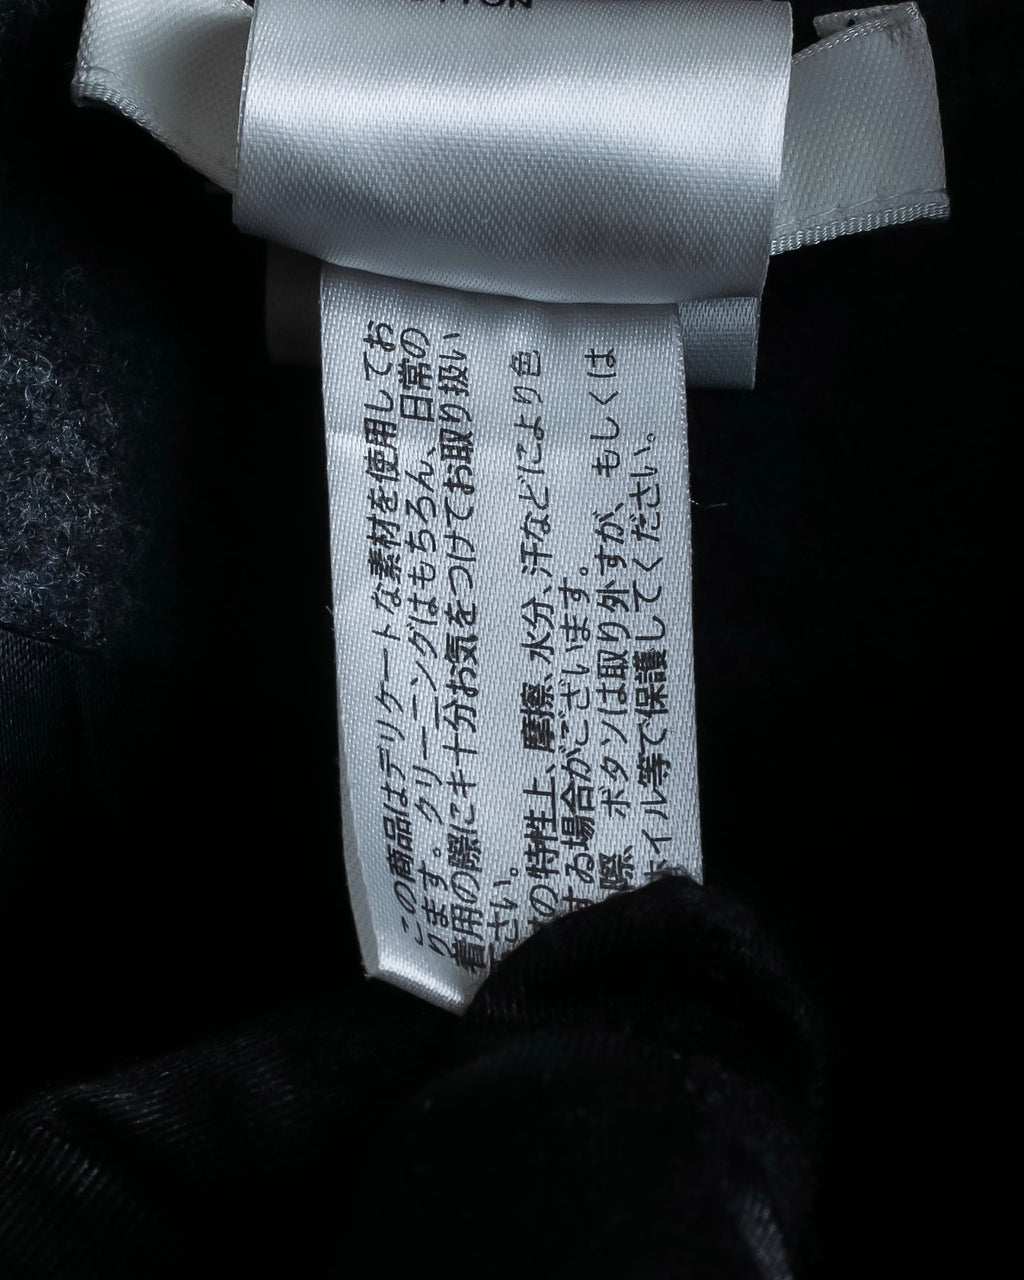 この商品はデリケートな素材を使用してお
ります。クリーニングはもちろん、日常の
着用の際にキ十分お気をつけてお取り扱い
ださい。
の特性上、摩擦、水分、汗などにより色
すゐ場合がございます。
際、ボタンは取り外すが、もしくは
ホイル等で保護してください。